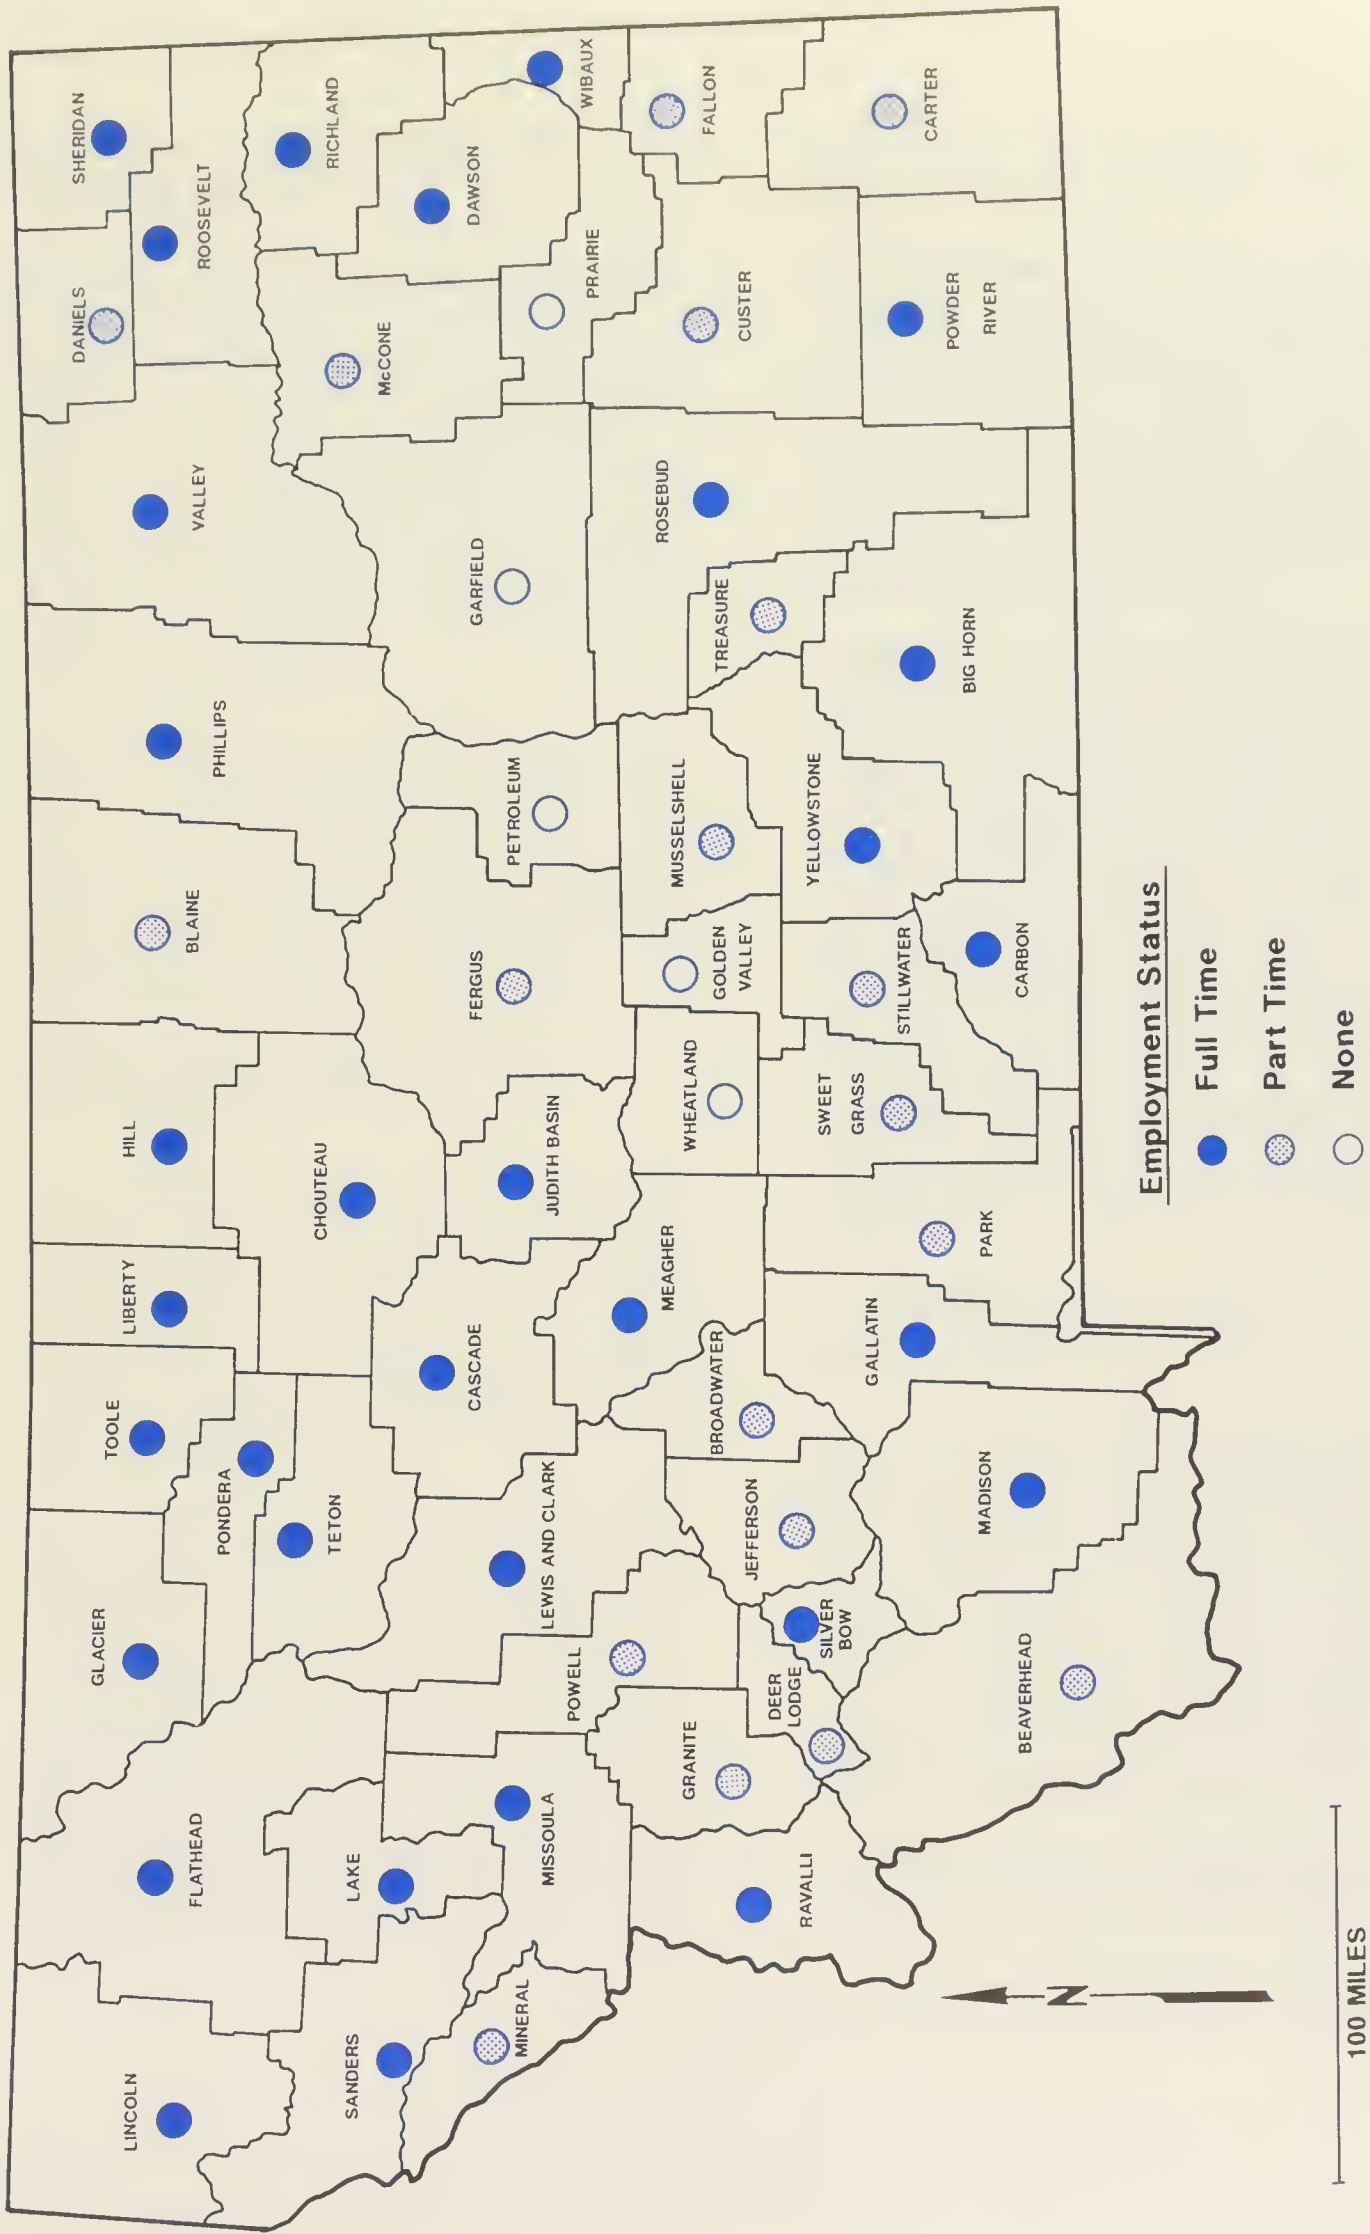 LINCOLN
FLATHEAD
GLACIER
TOOLE
LIBERTY
HILL
BLAINE
PHILLIPS
VALLEY
DANIELS
SHERIDAN
ROOSEVELT
SANDERS
LAKE
PONDERA
TETON
CHOUTEAU
McCONE
RICHLAND
MINERAL
MISSOULA
POWELL
LEWIS AND CLARK
CASCADE
JUDITH BASIN
FERGUS
PETROLEUM
GARFIELD
DAWSON
PRAIRIE
WIBAUX
RAVALLI
GRANITE
DEER
LODGE
SILVER
BOW
JEFFERSON
BROADWATER
MEAGHER
WHEATLAND
GOLDEN
VALLEY
MUSSELSHELL
TREASURE
ROSEBUD
CUSTER
FALLON
BEAVERHEAD
MADISON
GALLATIN
PARK
SWEET
GRASS
STILLWATER
YELLOWSTONE
CARBON
BIG HORN
POWDER
RIVER
CARTER
N
100 MILES
Employment Status
Full Time
Part Time
None